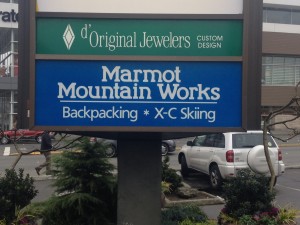 d'Original Jewelers CUSTOM
DESIGN
Marmot
Mountain Works
Backpacking * X-C Skiing